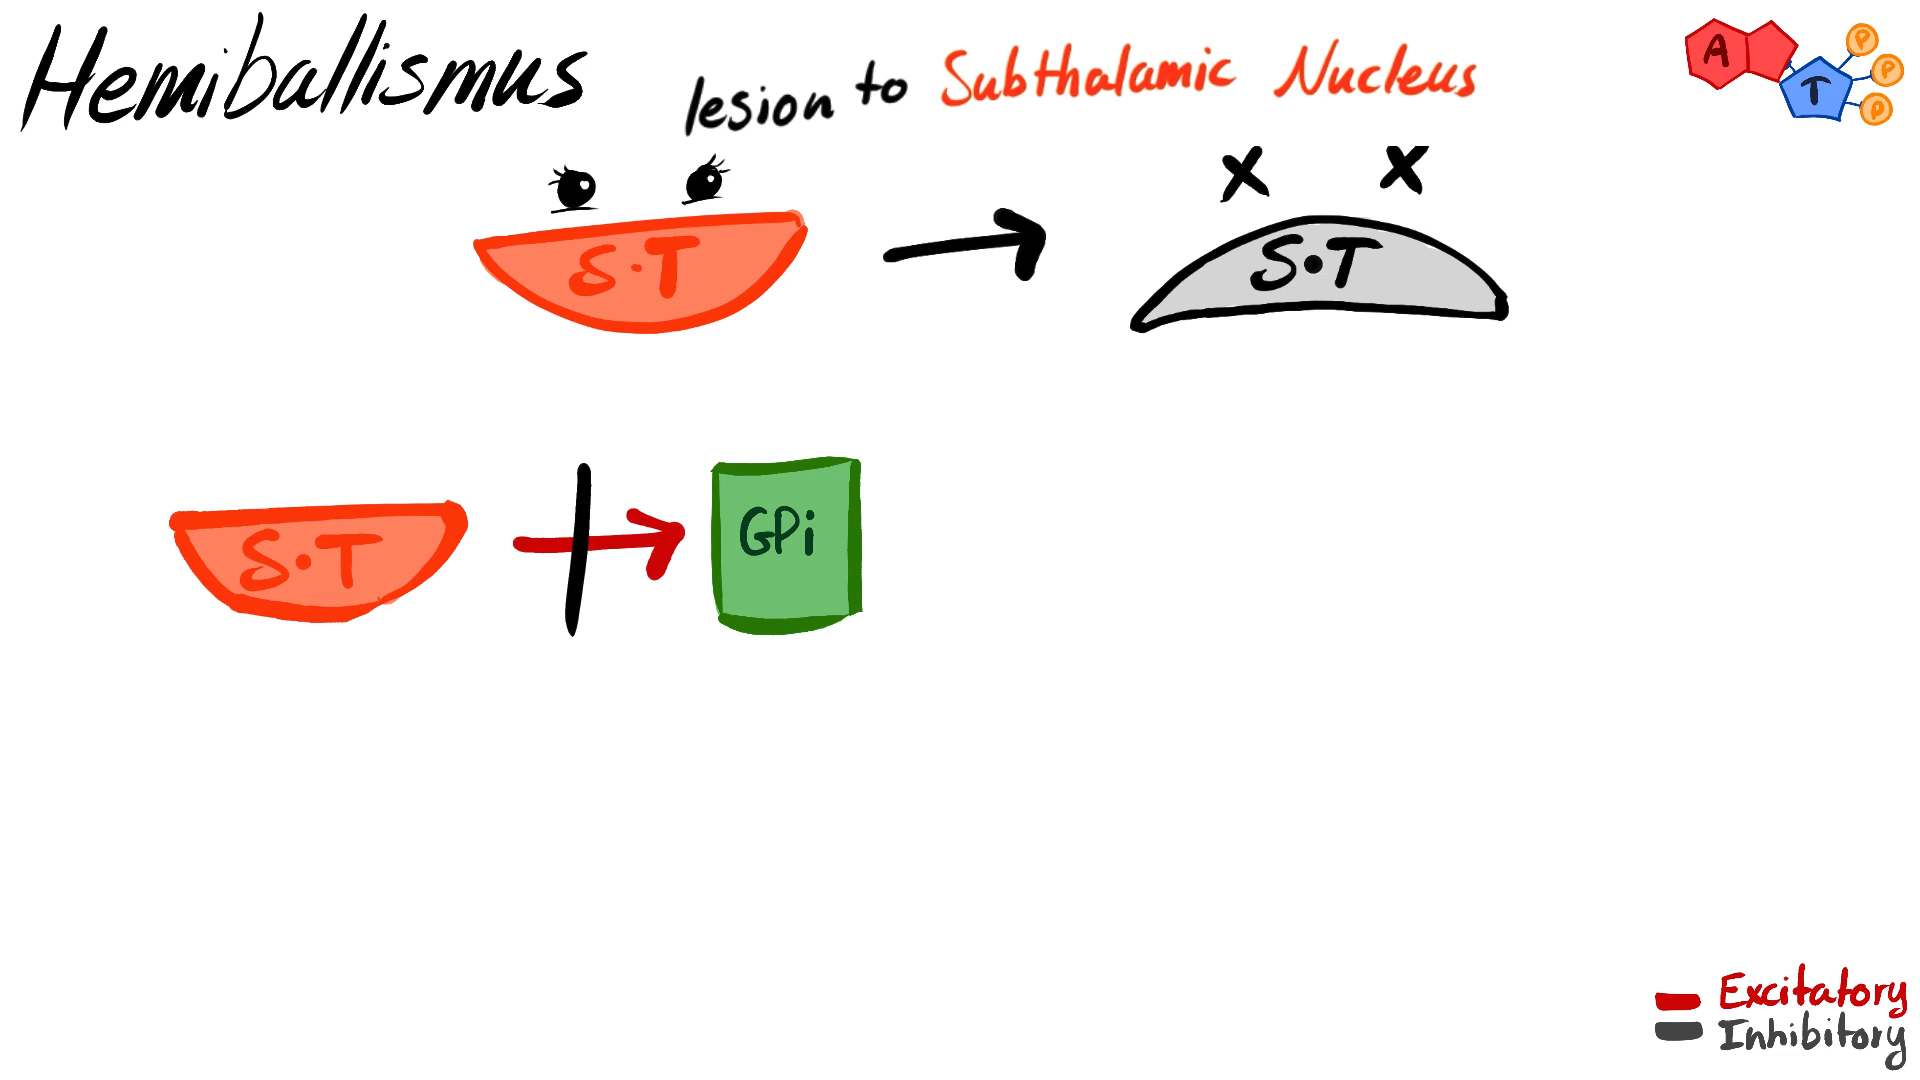 Hemiballismus
lesion to Subthalamic Nucleus
A
T
P
P
P
S.T
S.T
S.T
GPi
Excitatory
Inhibitory